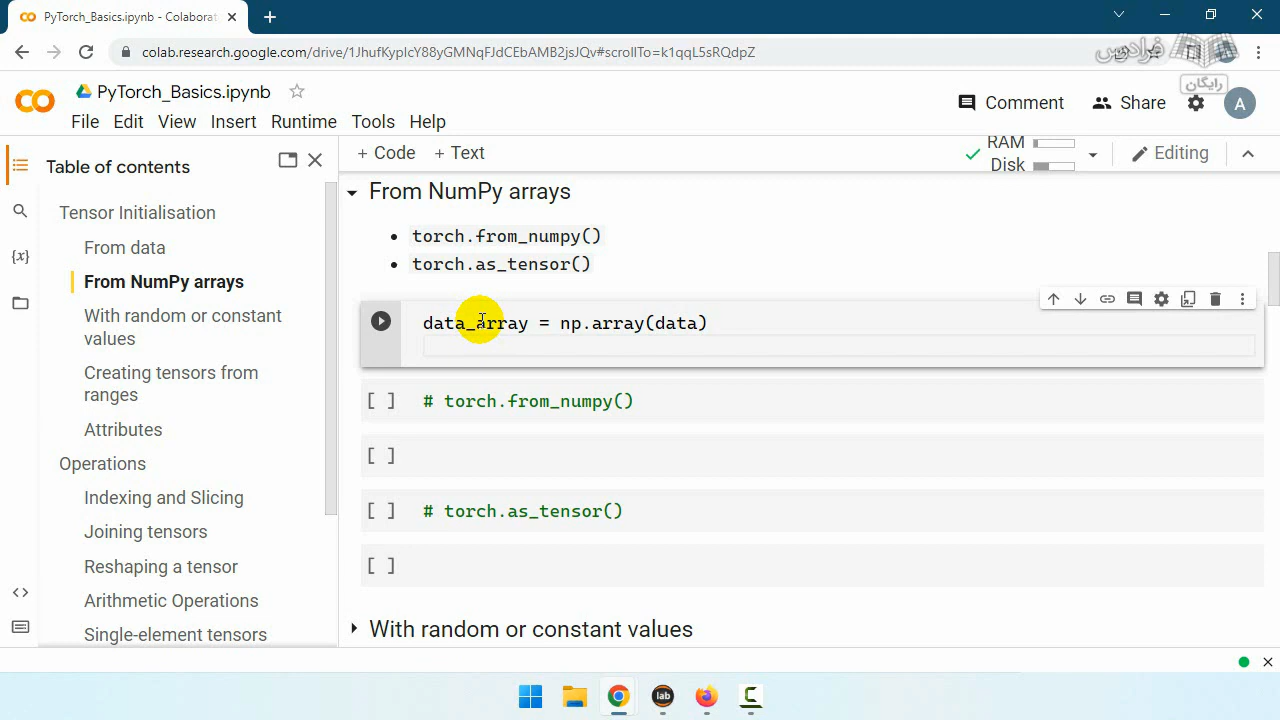 PyTorch_Basics.ipynb - Colaborat
colab.research.google.com/drive/1JhufKypIcY88yGMNqFJdCEbAMB2jsJQv#scrollTo=k1qqL5sRQdpZ
فرادرس
رایگان
PyTorch_Basics.ipynb
Comment
Share
A
File Edit View Insert Runtime Tools Help
Table of contents
+ Code + Text
RAM
Disk
Editing
Tensor Initialisation
From data
From NumPy arrays
With random or constant
values
Creating tensors from
ranges
Attributes
Operations
Indexing and Slicing
Joining tensors
Reshaping a tensor
Arithmetic Operations
Single-element tensors
From NumPy arrays
• torch.from_numpy()
• torch.as_tensor()
data_array = np.array(data)
[ ] # torch.from_numpy()
[ ]
[ ] # torch.as_tensor()
[ ]
With random or constant values
{x}
<>
lab
C